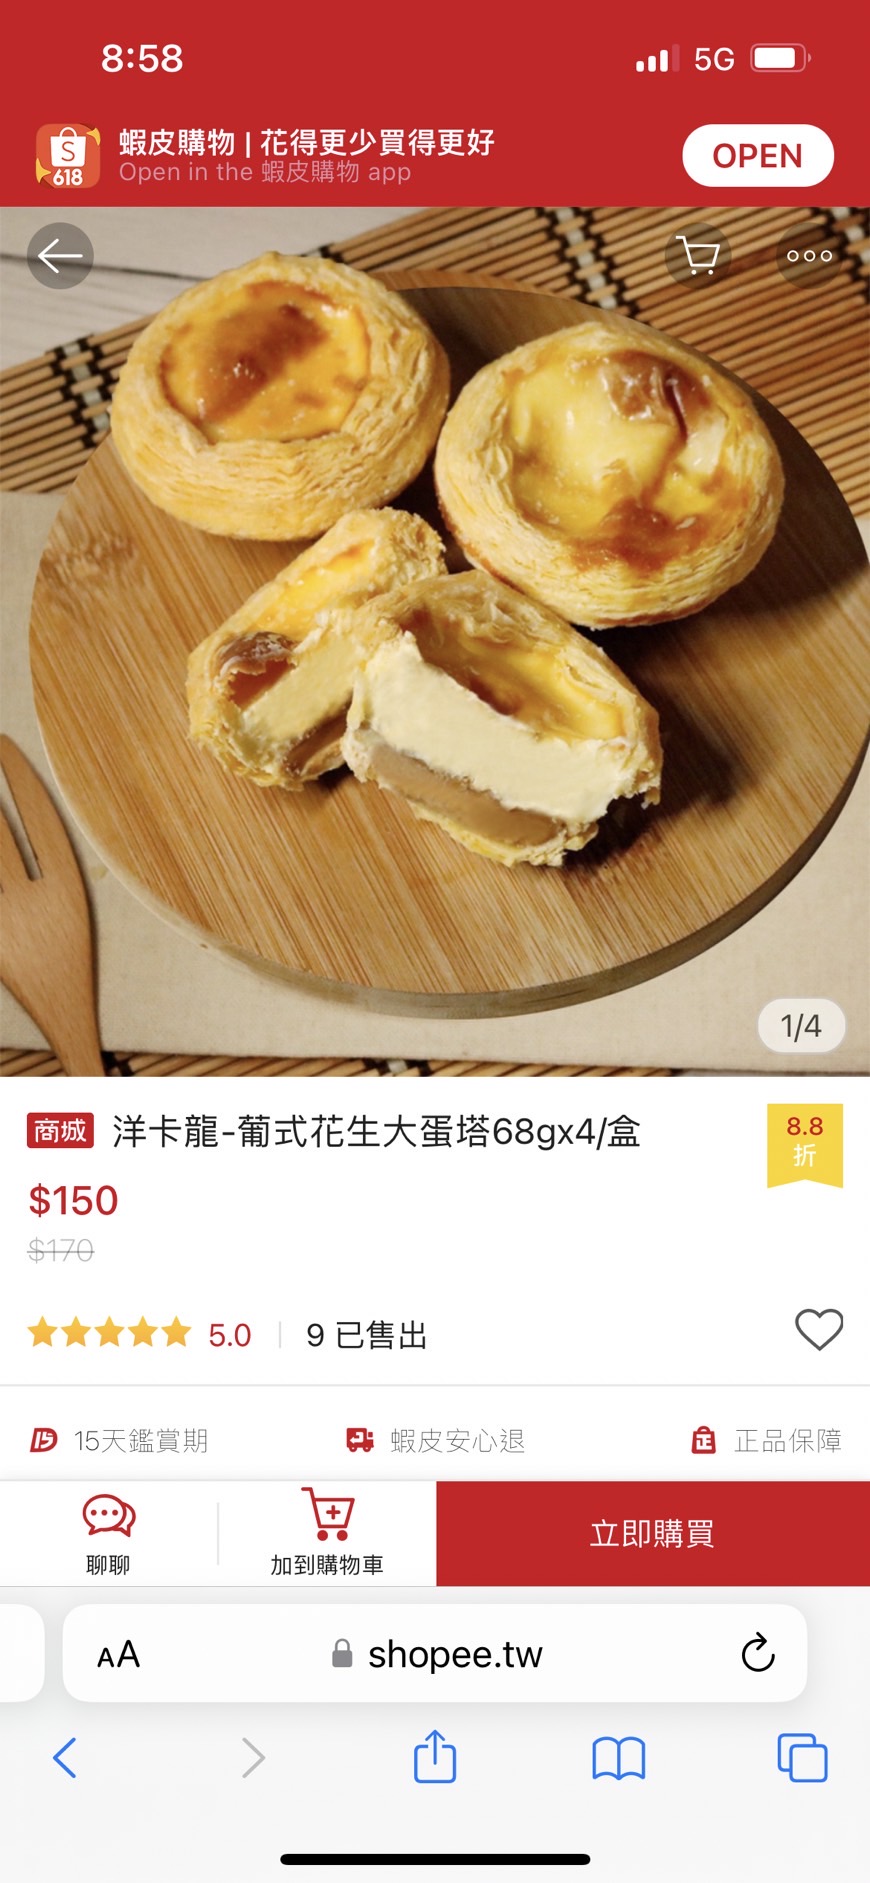 8:58
5G
蝦皮購物 | 花得更少買得更好
Open in the 蝦皮購物 app
OPEN
S
618
1/4
商城 洋卡龍-葡式花生大蛋塔68gx4/盒
8.8
折
$150
$170
5.0 | 9 已售出
15 15天鑑賞期
蝦皮安心退
正 正品保障
聊聊
加到購物車
立即購買
AA
shopee.tw